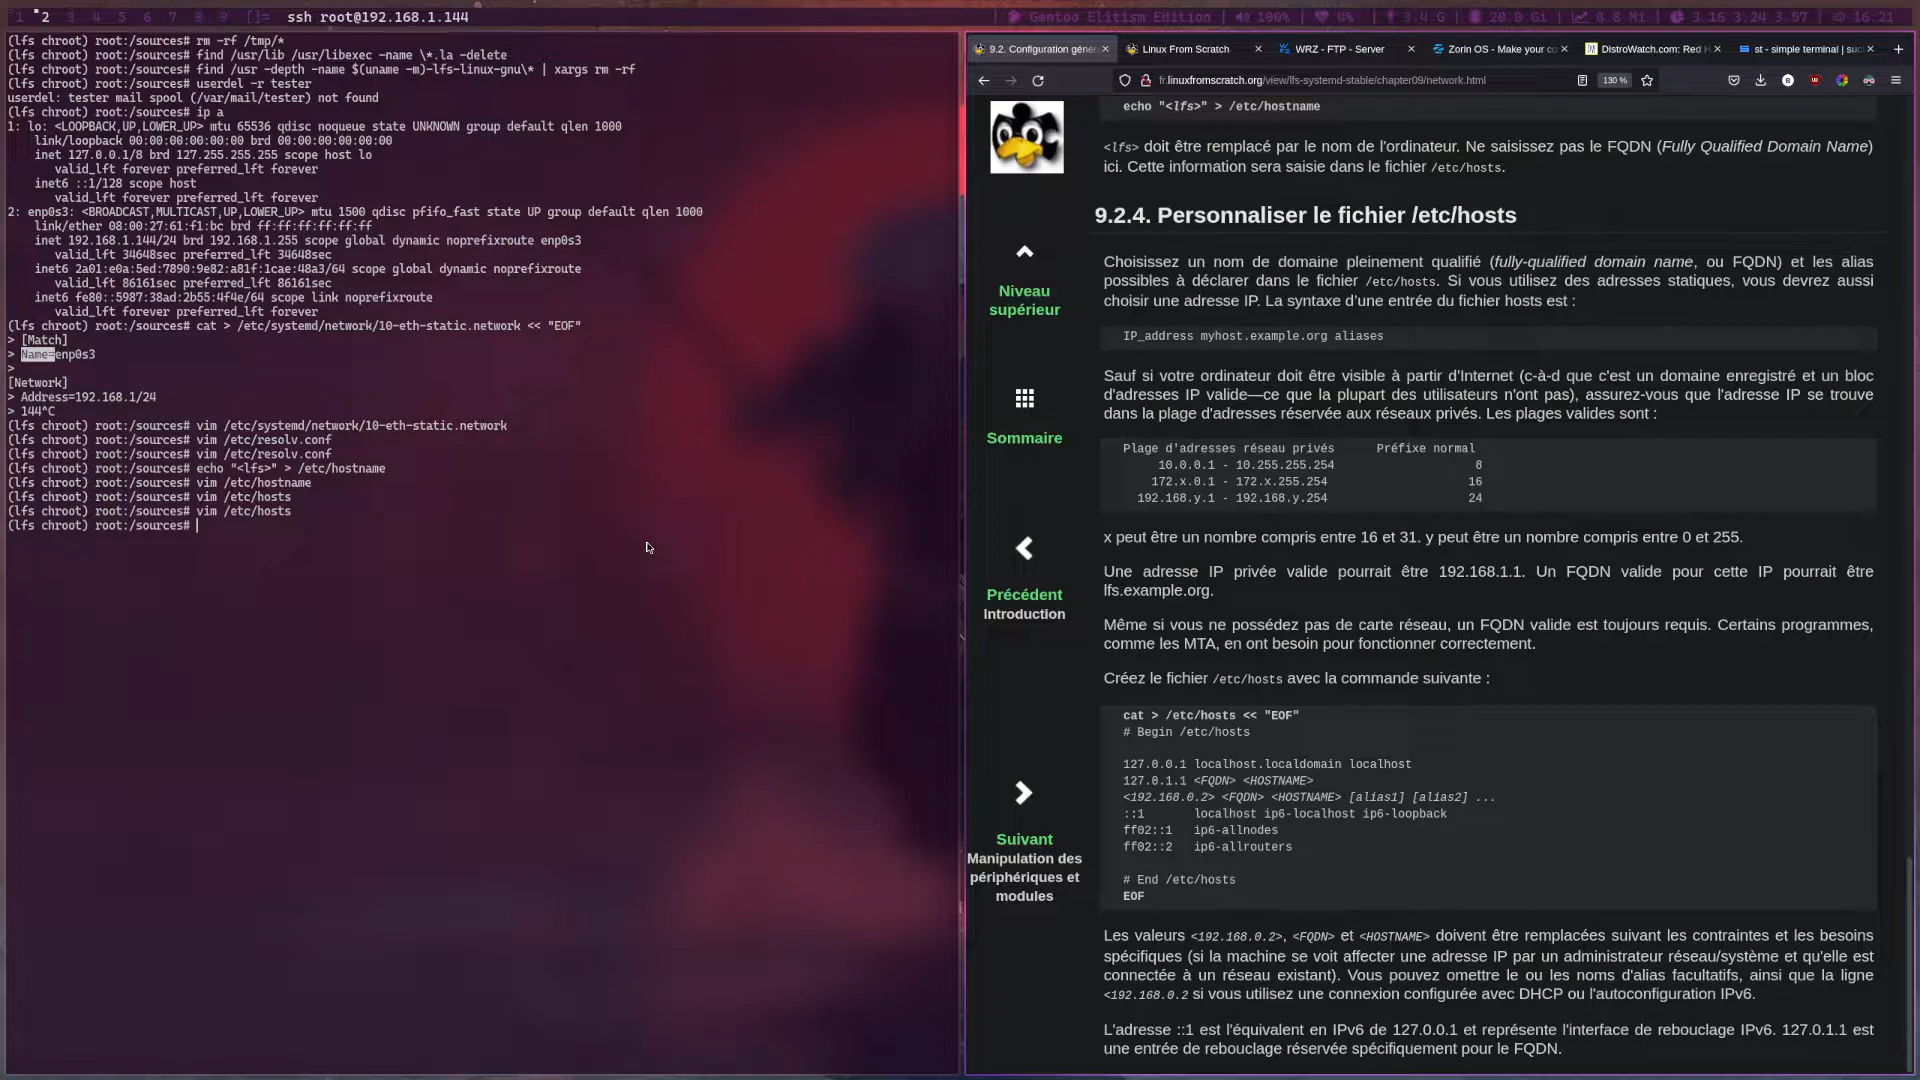 1 2 3 4 5 6 7 8 9 []= ssh root@192.168.1.144
Gentoo Elitism Edition | 100% | 4% | 3.4 G | 20.0 Gi | 8.8 Mi | 3.16 3.24 3.57 | 16:21
(lfs chroot) root:/sources# rm -rf /tmp/*
(lfs chroot) root:/sources# find /usr/lib /usr/libexec -name \*.la -delete
(lfs chroot) root:/sources# find /usr -depth -name $(uname -m)-lfs-linux-gnu\* | xargs rm -rf
(lfs chroot) root:/sources# userdel -r tester
userdel: tester mail spool (/var/mail/tester) not found
(lfs chroot) root:/sources# ip a
1: lo: <LOOPBACK,UP,LOWER_UP> mtu 65536 qdisc noqueue state UNKNOWN group default qlen 1000
link/loopback 00:00:00:00:00:00 brd 00:00:00:00:00:00
inet 127.0.0.1/8 brd 127.255.255.255 scope host lo
valid_lft forever preferred_lft forever
inet6 ::1/128 scope host
valid_lft forever preferred_lft forever
2: enp0s3: <BROADCAST,MULTICAST,UP,LOWER_UP> mtu 1500 qdisc pfifo_fast state UP group default qlen 1000
link/ether 08:00:27:61:f1:bc brd ff:ff:ff:ff:ff:ff
inet 192.168.1.144/24 brd 192.168.1.255 scope global dynamic noprefixroute enp0s3
valid_lft 34648sec preferred_lft 34648sec
inet6 2a01:e0a:5ed:7890:9e82:a81f:1cae:48a3/64 scope global dynamic noprefixroute
valid_lft 86161sec preferred_lft 86161sec
inet6 fe80::5987:38ad:2b55:4f4e/64 scope link noprefixroute
valid_lft forever preferred_lft forever
(lfs chroot) root:/sources# cat > /etc/systemd/network/10-eth-static.network << "EOF"
> [Match]
> Name=enp0s3
>
[Network]
> Address=192.168.1/24
> 144^C
(lfs chroot) root:/sources# vim /etc/systemd/network/10-eth-static.network
(lfs chroot) root:/sources# vim /etc/resolv.conf
(lfs chroot) root:/sources# vim /etc/resolv.conf
(lfs chroot) root:/sources# echo "<lfs>" > /etc/hostname
(lfs chroot) root:/sources# vim /etc/hostname
(lfs chroot) root:/sources# vim /etc/hosts
(lfs chroot) root:/sources# vim /etc/hosts
(lfs chroot) root:/sources#
9.2. Configuration génér
Linux From Scratch
WRZ - FTP - Server
Zorin OS - Make your co
DistroWatch.com: Red H
st - simple terminal | suc
fr.linuxfromscratch.org/view/lfs-systemd-stable/chapter09/network.html
130 %
echo "<lfs>" > /etc/hostname
<lfs> doit être remplacé par le nom de l'ordinateur. Ne saisissez pas le FQDN (Fully Qualified Domain Name)
ici. Cette information sera saisie dans le fichier /etc/hosts.
9.2.4. Personnaliser le fichier /etc/hosts
Choisissez un nom de domaine pleinement qualifié (fully-qualified domain name, ou FQDN) et les alias
possibles à déclarer dans le fichier /etc/hosts. Si vous utilisez des adresses statiques, vous devrez aussi
choisir une adresse IP. La syntaxe d'une entrée du fichier hosts est :
IP_address myhost.example.org aliases
Sauf si votre ordinateur doit être visible à partir d'Internet (c-à-d que c'est un domaine enregistré et un bloc
d'adresses IP valide—ce que la plupart des utilisateurs n'ont pas), assurez-vous que l'adresse IP se trouve
dans la plage d'adresses réservée aux réseaux privés. Les plages valides sont :
Plage d'adresses réseau privés Préfixe normal
10.0.0.1 - 10.255.255.254 8
172.x.0.1 - 172.x.255.254 16
192.168.y.1 - 192.168.y.254 24
x peut être un nombre compris entre 16 et 31. y peut être un nombre compris entre 0 et 255.
Une adresse IP privée valide pourrait être 192.168.1.1. Un FQDN valide pour cette IP pourrait être
lfs.example.org.
Même si vous ne possédez pas de carte réseau, un FQDN valide est toujours requis. Certains programmes,
comme les MTA, en ont besoin pour fonctionner correctement.
Créez le fichier /etc/hosts avec la commande suivante :
cat > /etc/hosts << "EOF"
# Begin /etc/hosts
127.0.0.1 localhost.localdomain localhost
127.0.1.1 <FQDN> <HOSTNAME>
<192.168.0.2> <FQDN> <HOSTNAME> [alias1] [alias2] ...
::1 localhost ip6-localhost ip6-loopback
ff02::1 ip6-allnodes
ff02::2 ip6-allrouters
# End /etc/hosts
EOF
Les valeurs <192.168.0.2>, <FQDN> et <HOSTNAME> doivent être remplacées suivant les contraintes et les besoins
spécifiques (si la machine se voit affecter une adresse IP par un administrateur réseau/système et qu'elle est
connectée à un réseau existant). Vous pouvez omettre le ou les noms d'alias facultatifs, ainsi que la ligne
<192.168.0.2 si vous utilisez une connexion configurée avec DHCP ou l'autoconfiguration IPv6.
L'adresse ::1 est l'équivalent en IPv6 de 127.0.0.1 et représente l'interface de rebouclage IPv6. 127.0.1.1 est
une entrée de rebouclage réservée spécifiquement pour le FQDN.
Niveau
supérieur
Sommaire
Précédent
Introduction
Suivant
Manipulation des
périphériques et
modules